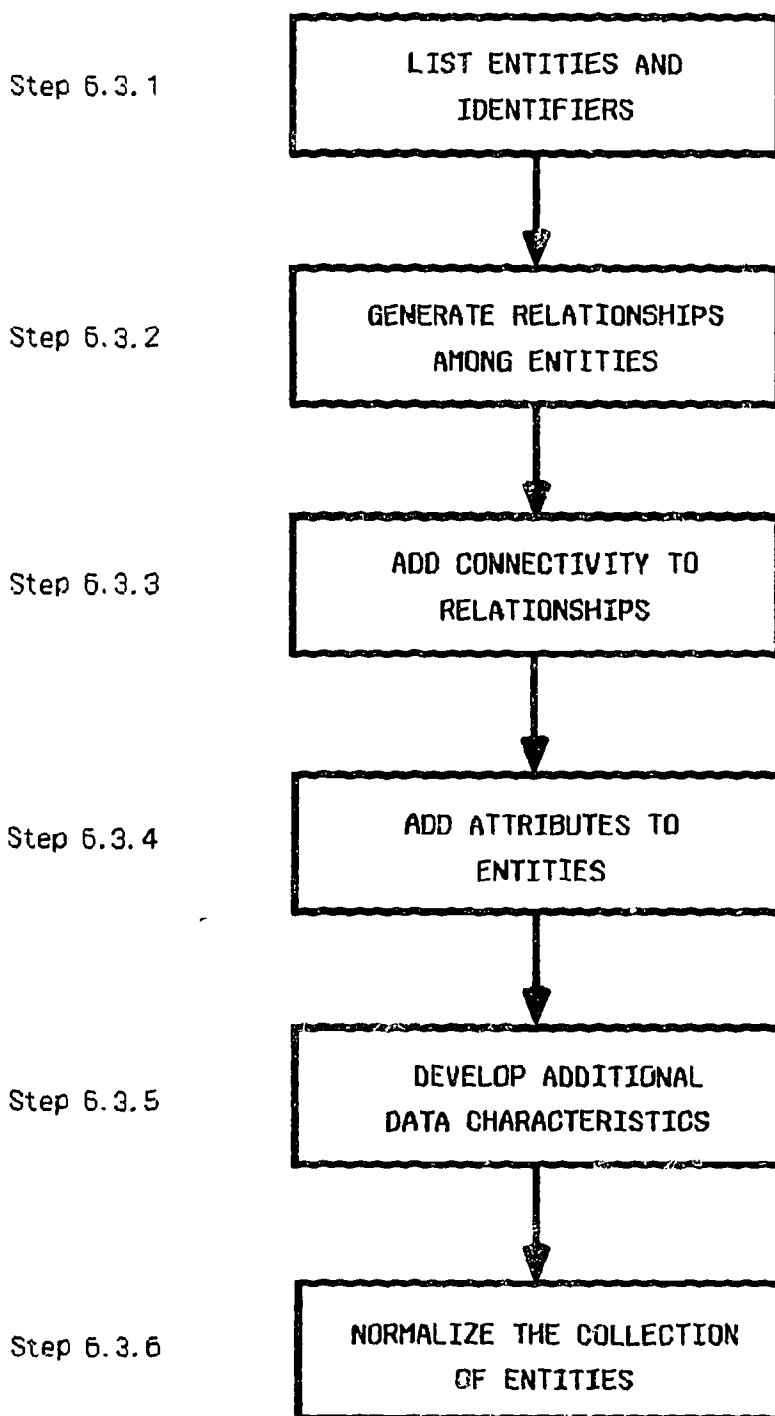 Step 6.3.1
LIST ENTITIES AND
IDENTIFIERS
Step 6.3.2
GENERATE RELATIONSHIPS
AMONG ENTITIES
Step 6.3.3
ADD CONNECTIVITY TO
RELATIONSHIPS
Step 6.3.4
ADD ATTRIBUTES TO
ENTITIES
Step 6.3.5
DEVELOP ADDITIONAL
DATA CHARACTERISTICS
Step 6.3.6
NORMALIZE THE COLLECTION
OF ENTITIES